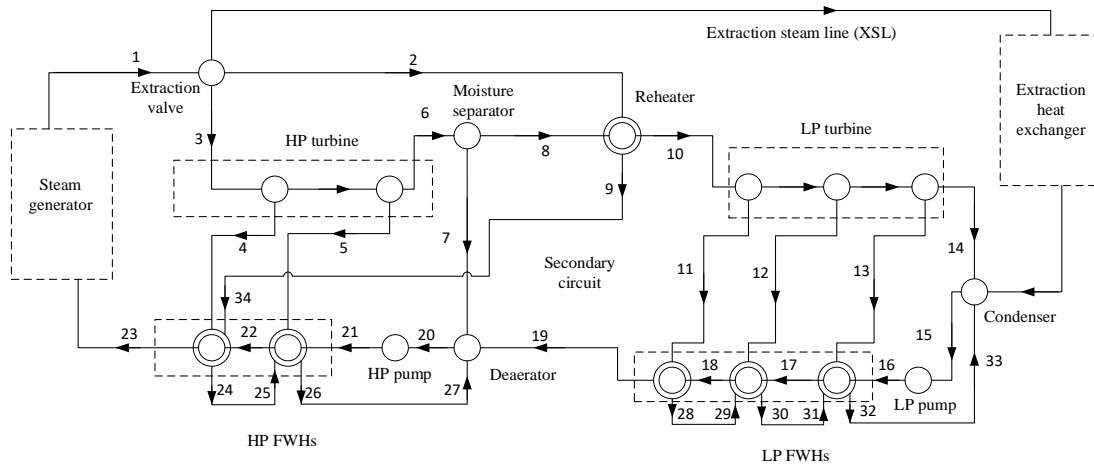 1
2
Extraction steam line (XSL)
Extraction
valve
Moisture
separator
Reheater
Extraction
heat
exchanger
3
HP turbine
6
8
10
LP turbine
Steam
generator
9
4
5
7
Secondary
circuit
11
12
13
14
34
Condenser
23
22
21
20
19
18
17
16
15
33
HP pump
Deaerator
LP pump
24
25
26
27
28
29
30
31
32
HP FWHs
LP FWHs